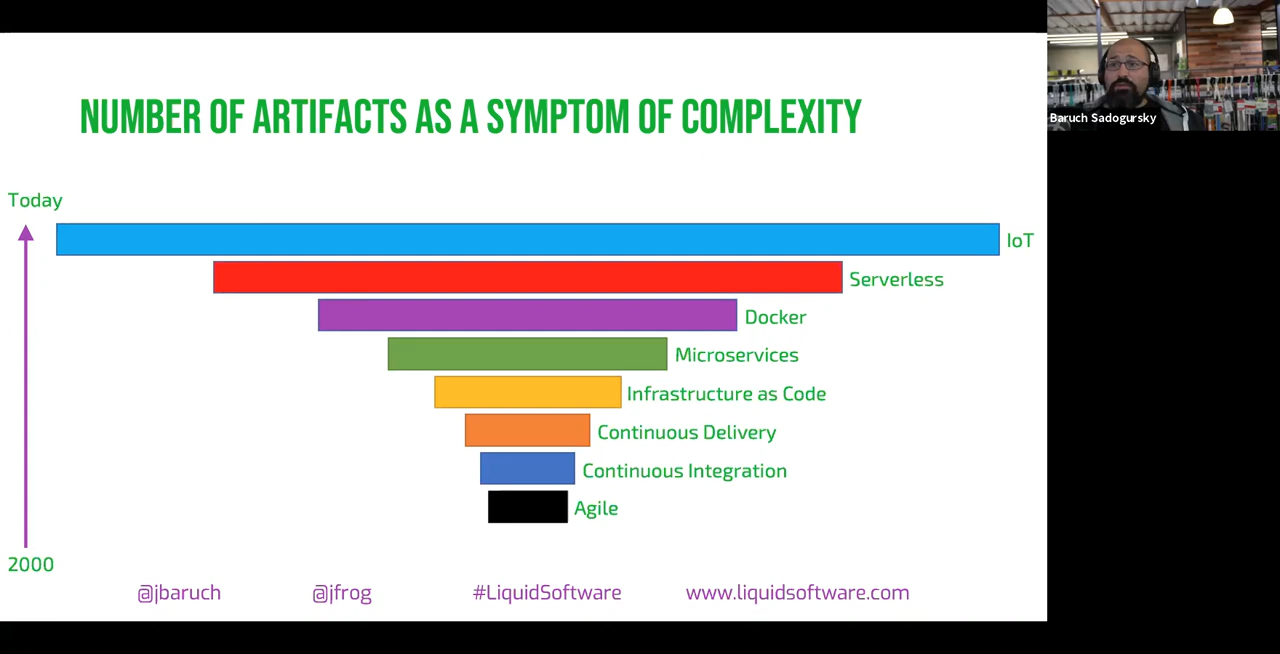 NUMBER OF ARTIFACTS AS A SYMPTOM OF COMPLEXITY
Baruch Sadogursky
Today
IoT
Serverless
Docker
Microservices
Infrastructure as Code
Continuous Delivery
Continuous Integration
Agile
2000
@jbaruch @jfrog #LiquidSoftware www.liquidsoftware.com